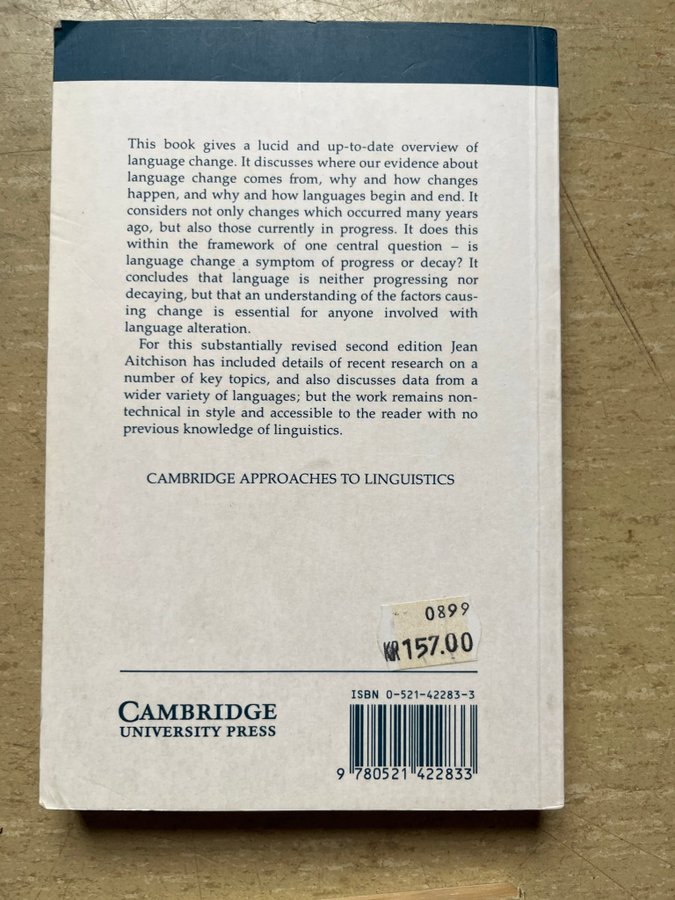 This book gives a lucid and up-to-date overview of
language change. It discusses where our evidence about
language change comes from, why and how changes
happen, and why and how languages begin and end. It
considers not only changes which occurred many years
ago, but also those currently in progress. It does this
within the framework of one central question – is
language change a symptom of progress or decay? It
concludes that language is neither progressing nor
decaying, but that an understanding of the factors caus-
ing change is essential for anyone involved with
language alteration.
For this substantially revised second edition Jean
Aitchison has included details of recent research on a
number of key topics, and also discusses data from a
wider variety of languages; but the work remains non-
technical in style and accessible to the reader with no
previous knowledge of linguistics.
CAMBRIDGE APPROACHES TO LINGUISTICS
0899
KR157.00
CAMBRIDGE
UNIVERSITY PRESS
ISBN 0-521-42283-3
9 780521 422833